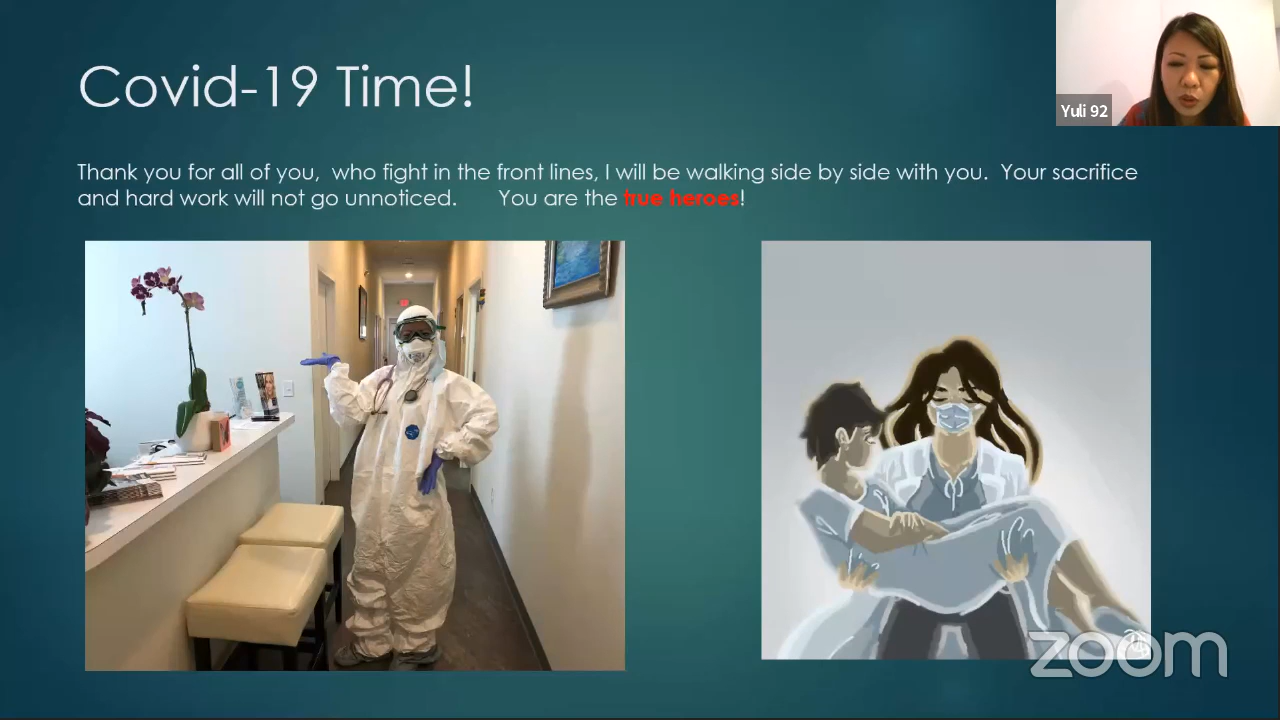 Covid-19 Time!
Yuli 92
Thank you for all of you, who fight in the front lines, I will be walking side by side with you. Your sacrifice
and hard work will not go unnoticed. You are the true heroes!
zoom